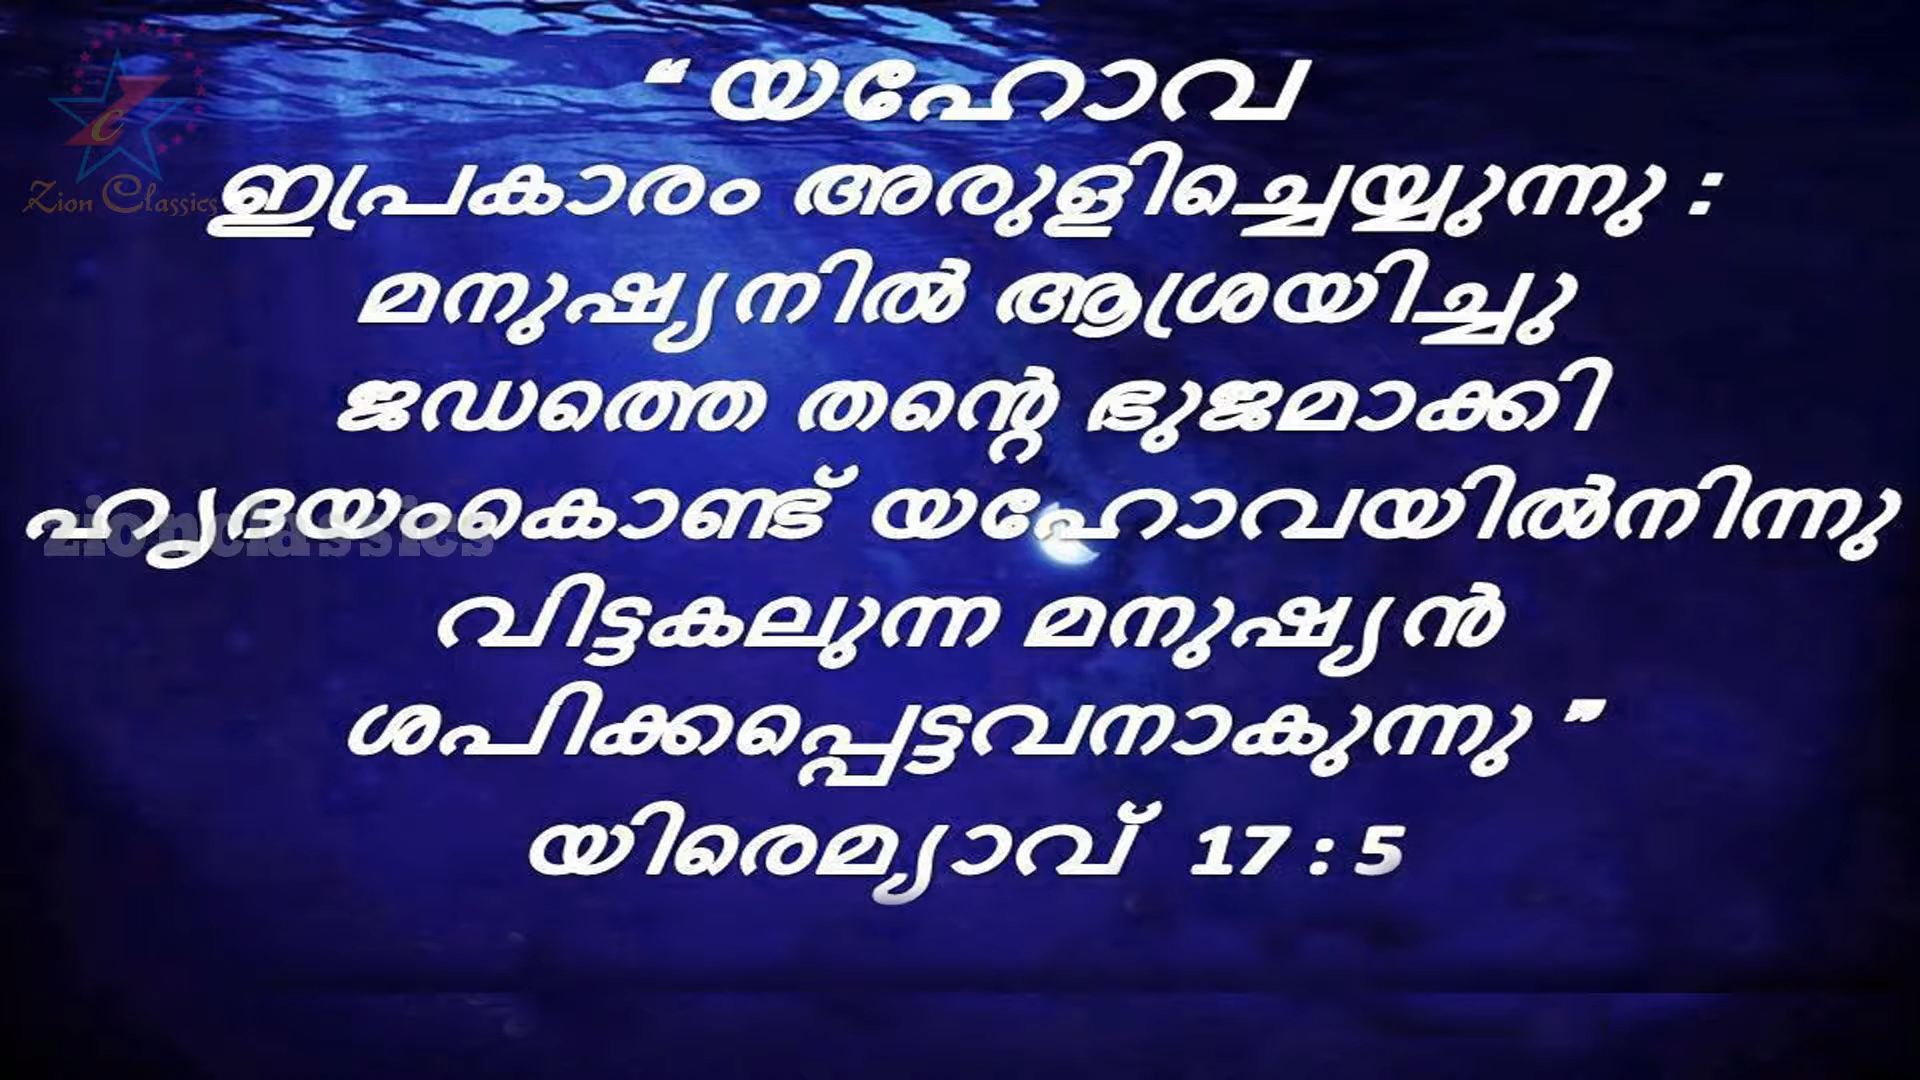 “ യഹോവ
ഇപ്രകാരം അരുളിച്ചെയ്യുന്നു :
മനുഷ്യനിൽ ആശ്രയിച്ചു
ജഡത്തെ തന്റെ ഭുജമാക്കി
ഹൃദയംകൊണ്ട് യഹോവയിൽനിന്നു
വിട്ടകലുന്ന മനുഷ്യൻ
ശപിക്കപ്പെട്ടവനാകുന്നു ”
യിരെമ്യാവ് 17 : 5
C
Zion Classics
zionclassics